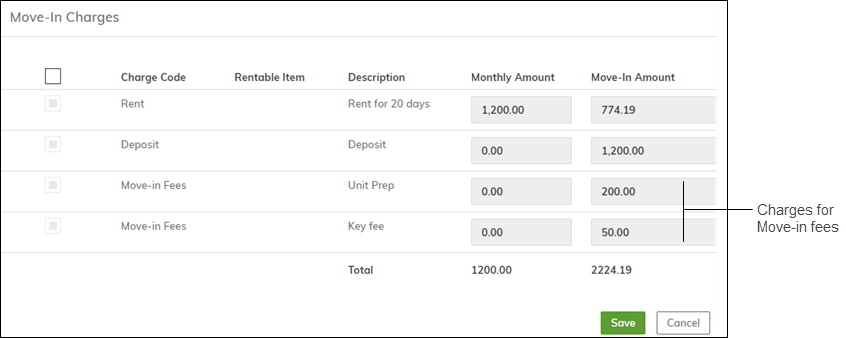 Move-In Charges
Charge Code Rentable Item Description Monthly Amount Move-In Amount
Rent Rent for 20 days 1,200.00 774.19
Deposit Deposit 0.00 1,200.00
Move-in Fees Unit Prep 0.00 200.00
Move-in Fees Key fee 0.00 50.00
Charges for
Move-in fees
Total 1200.00 2224.19
Save Cancel